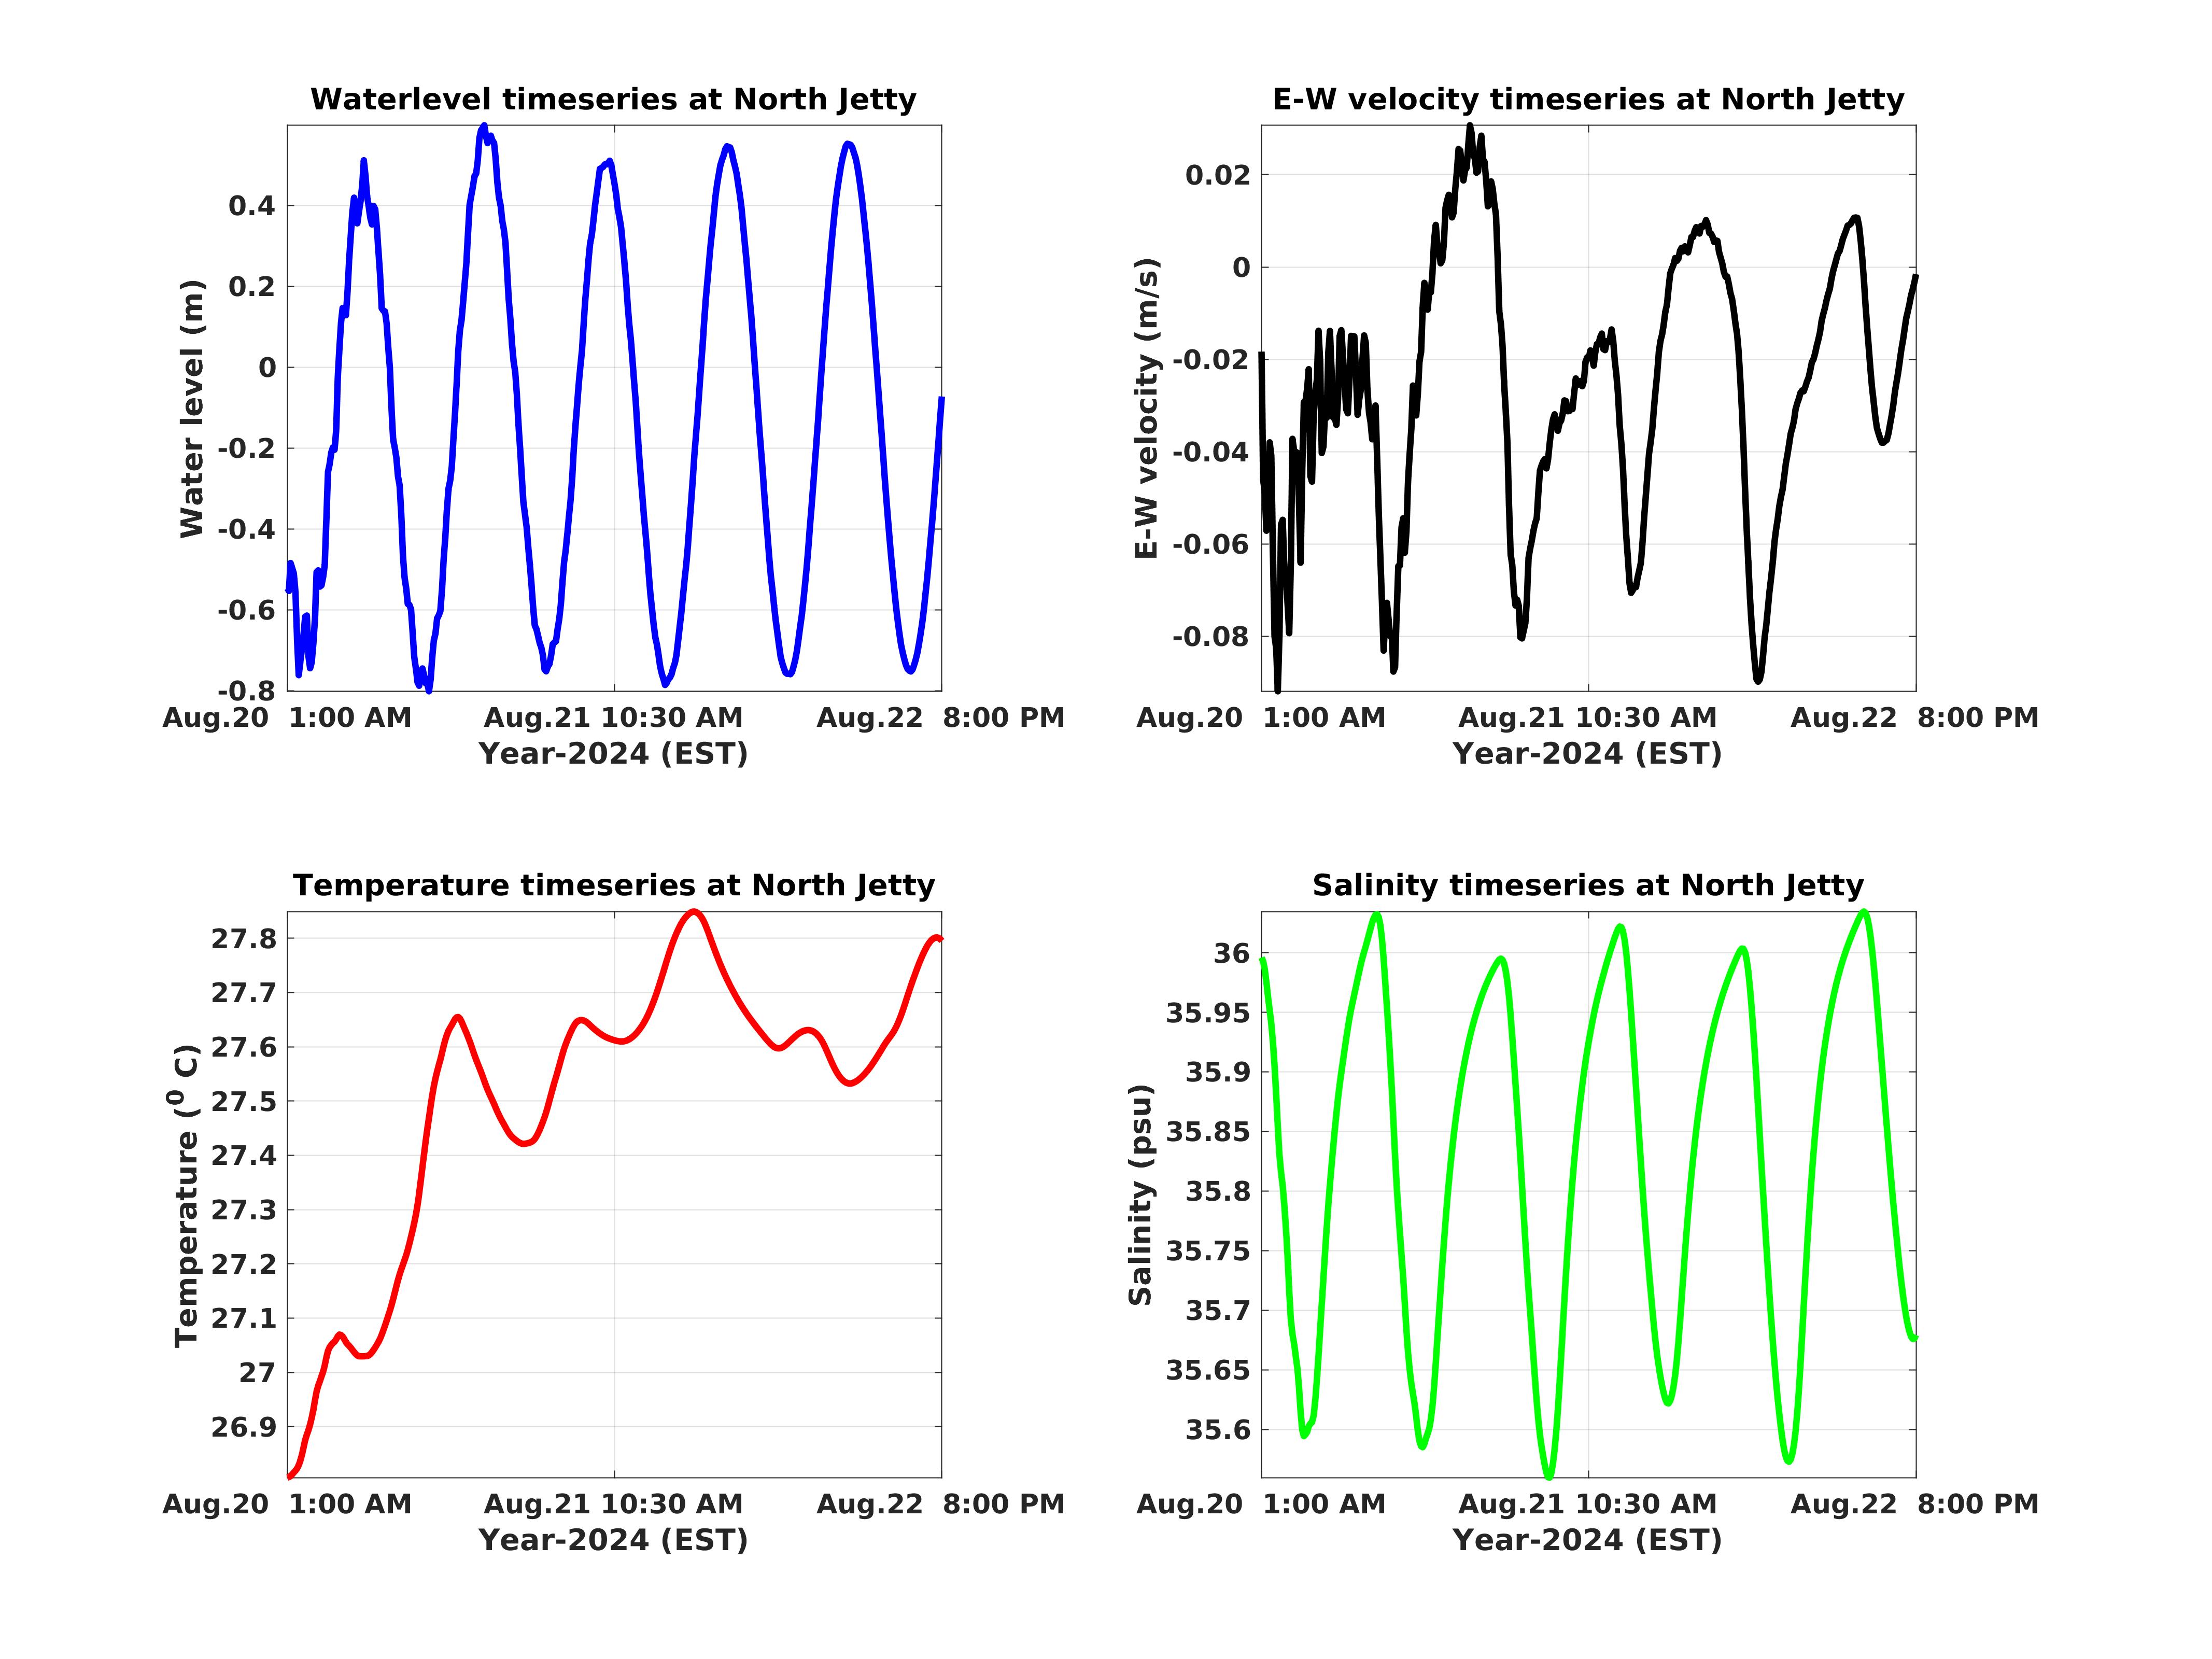 Waterlevel timeseries at North Jetty
Water level (m)
0.4
0.2
0
-0.2
-0.4
-0.6
-0.8
Aug.20 1:00 AM Aug.21 10:30 AM Aug.22 8:00 PM
Year-2024 (EST)
E-W velocity timeseries at North Jetty
E-W velocity (m/s)
0.02
0
-0.02
-0.04
-0.06
-0.08
Aug.20 1:00 AM Aug.21 10:30 AM Aug.22 8:00 PM
Year-2024 (EST)
Temperature timeseries at North Jetty
Temperature (⁰ C)
27.8
27.7
27.6
27.5
27.4
27.3
27.2
27.1
27
26.9
Aug.20 1:00 AM Aug.21 10:30 AM Aug.22 8:00 PM
Year-2024 (EST)
Salinity timeseries at North Jetty
Salinity (psu)
36
35.95
35.9
35.85
35.8
35.75
35.7
35.65
35.6
Aug.20 1:00 AM Aug.21 10:30 AM Aug.22 8:00 PM
Year-2024 (EST)